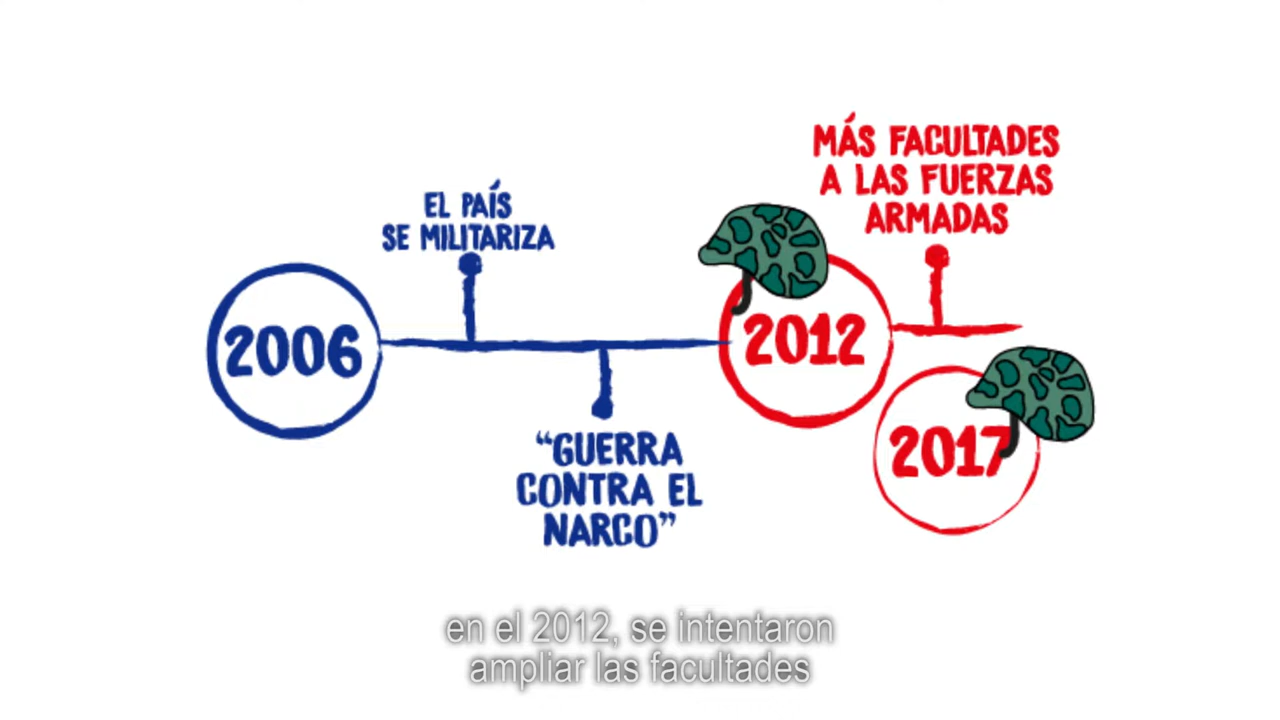 2006
EL PAÍS
SE MILITARIZA
“GUERRA
CONTRA EL
NARCO”
2012
MÁS FACULTADES
A LAS FUERZAS
ARMADAS
2017
en el 2012, se intentaron
ampliar las facultades